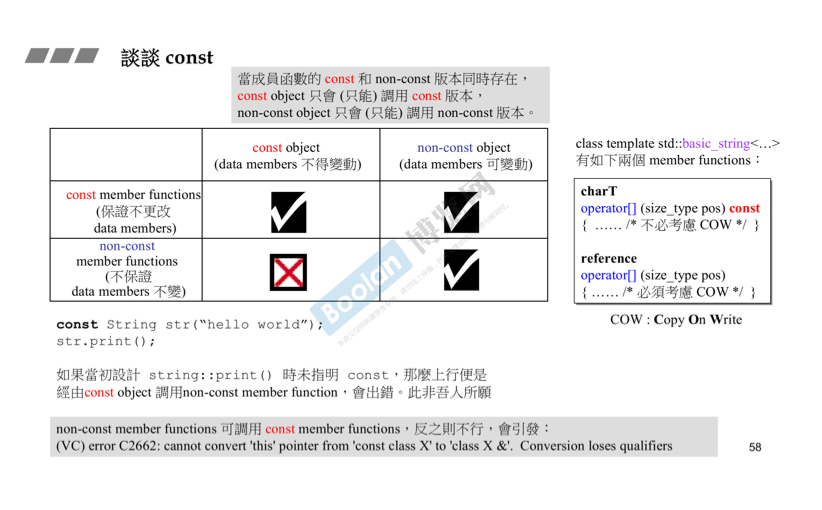 談談 const
當成員函數的 const 和 non-const 版本同時存在，
const object 只會 (只能) 調用 const 版本，
non-const object 只會 (只能) 調用 non-const 版本。
const object
(data members 不得變動)
non-const object
(data members 可變動)
const member functions
(保證不更改
data members)
non-const
member functions
(不保證
data members 不變)
class template std::basic_string<…>
有如下兩個 member functions：
charT
operator[] (size_type pos) const
{ …… /* 不必考慮 COW */ }
reference
operator[] (size_type pos)
{ …… /* 必須考慮 COW */ }
COW : Copy On Write
Boolan 博覽网
const String str(“hello world”);
str.print();
如果當初設計 string::print() 時未指明 const，那麼上行便是
經由const object 調用non-const member function，會出錯。此非吾人所願
non-const member functions 可調用 const member functions，反之則不行，會引發：
(VC) error C2662: cannot convert 'this' pointer from 'const class X' to 'class X &'. Conversion loses qualifiers
58